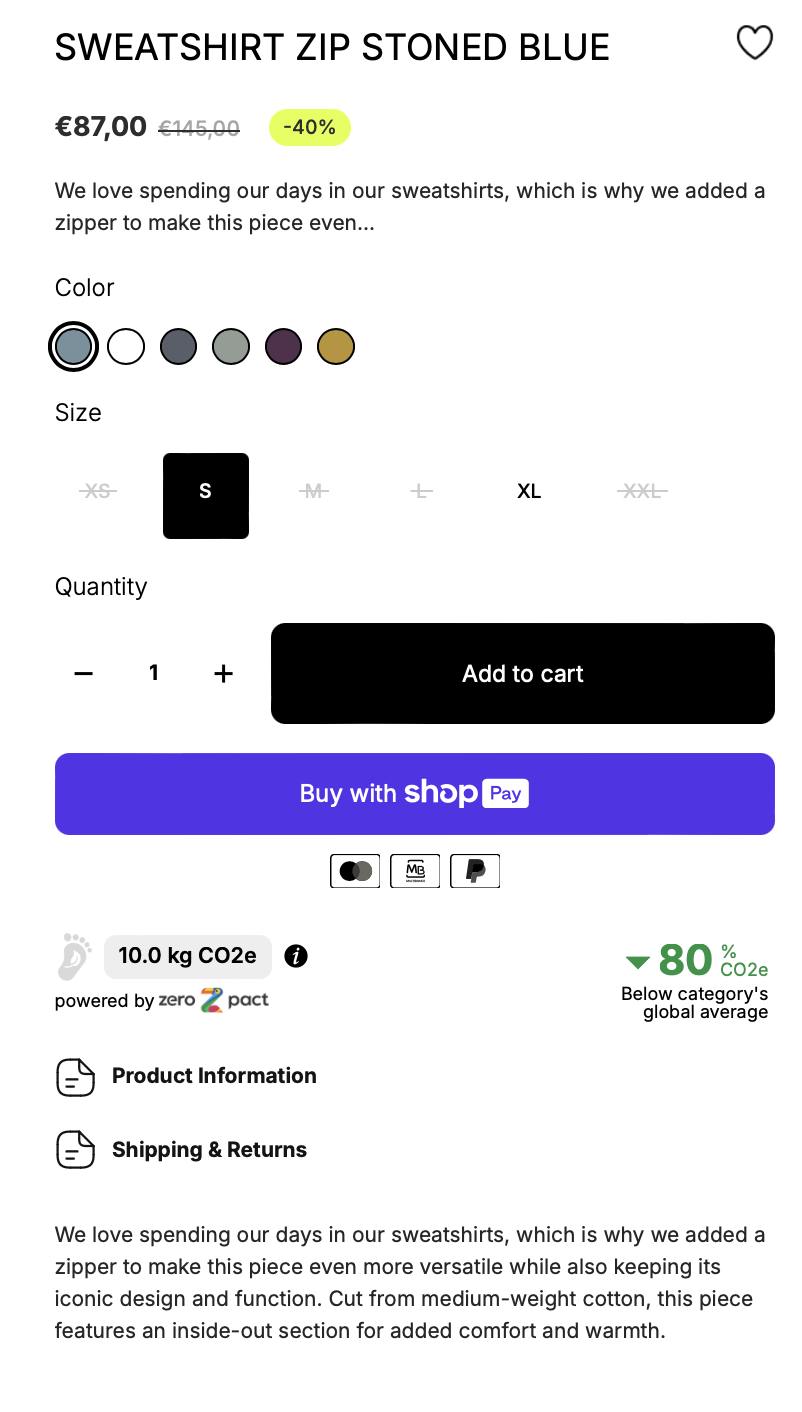 SWEATSHIRT ZIP STONED BLUE
€87,00 €145,00 -40%
We love spending our days in our sweatshirts, which is why we added a
zipper to make this piece even...
Color
Size
XS S M L XL XXL
Quantity
− 1 + Add to cart
Buy with shop Pay
MB
10.0 kg CO2e i
powered by zero Z pact
80 % CO2e
Below category's
global average
Product Information
Shipping & Returns
We love spending our days in our sweatshirts, which is why we added a
zipper to make this piece even more versatile while also keeping its
iconic design and function. Cut from medium-weight cotton, this piece
features an inside-out section for added comfort and warmth.